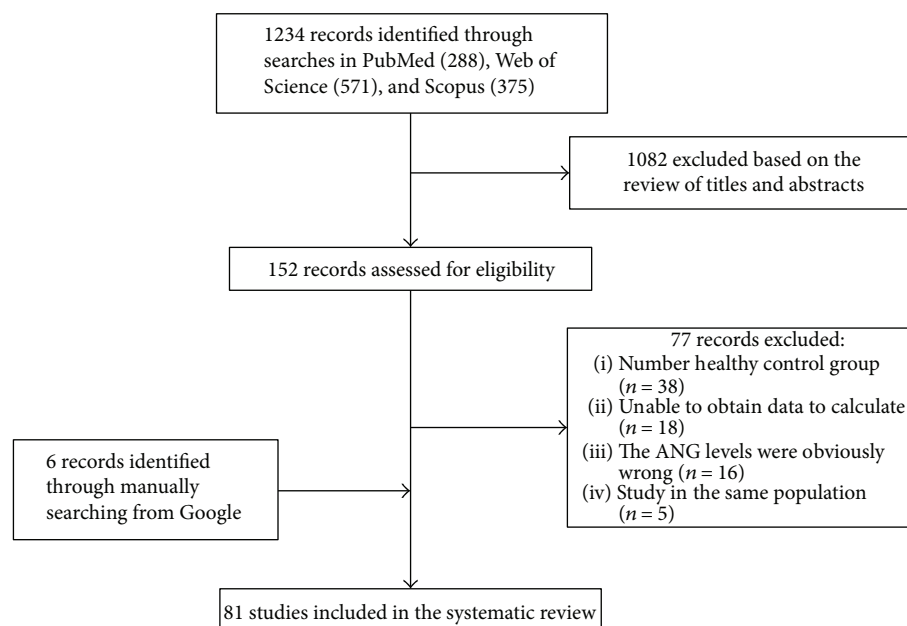 1234 records identified through
searches in PubMed (288), Web of
Science (571), and Scopus (375)
1082 excluded based on the
review of titles and abstracts
152 records assessed for eligibility
77 records excluded:
(i) Number healthy control group
(n = 38)
(ii) Unable to obtain data to calculate
(n = 18)
(iii) The ANG levels were obviously
wrong (n = 16)
(iv) Study in the same population
(n = 5)
6 records identified
through manually
searching from Google
81 studies included in the systematic review